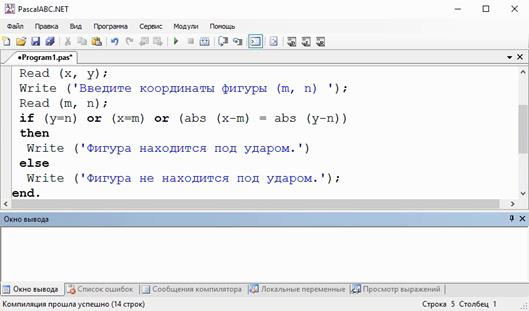 PascalABC.NET
Файл Правка Вид Программа Сервис Модули Помощь
•Program1.pas*
Read (x, y);
Write ('Введите координаты фигуры (m, n) ');
Read (m, n);
if (y=n) or (x=m) or (abs (x-m) = abs (y-n))
then
Write ('Фигура находится под ударом.')
else
Write ('Фигура не находится под ударом.');
end.
Окно вывода
Окно вывода Список ошибок Сообщения компилятора Локальные переменные Просмотр выражений
Компиляция прошла успешно (14 строк) Строка 5 Столбец 1